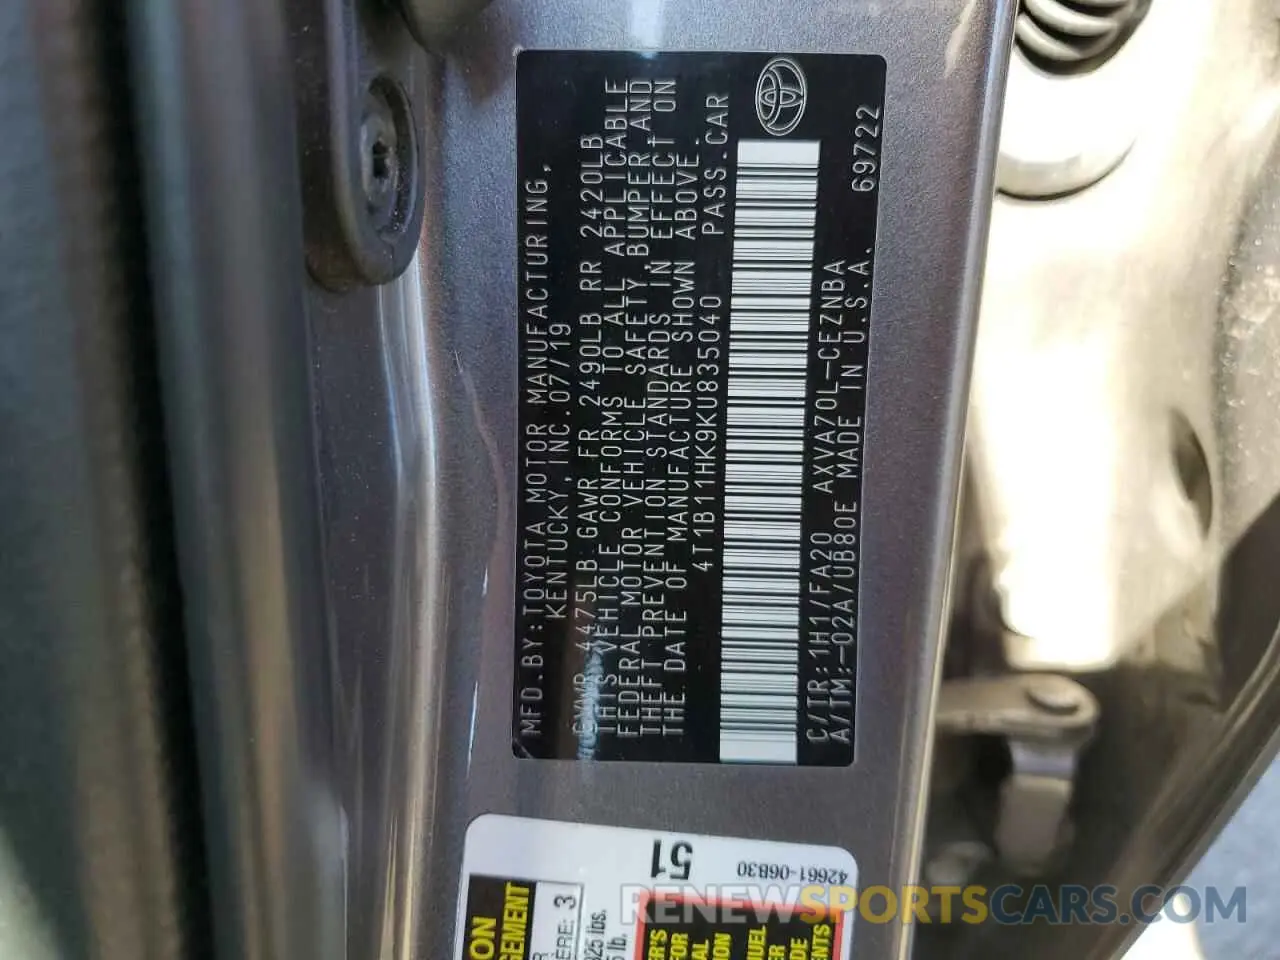 MFD.BY:TOYOTA MOTOR MANUFACTURING,
KENTUCKY, INC.07/19
GVWR 4475LB GAWR FR 2490LB RR 2420LB
THIS VEHICLE CONFORMS TO ALL APPLICABLE
FEDERAL MOTOR VEHICLE SAFETY, BUMPER, AND
THEFT PREVENTION STANDARDS IN EFFECT ON
THE DATE OF MANUFACTURE SHOWN ABOVE.
4T1B11HK9KU835040 PASS.CAR
C/TR:1H1/FA20 AXVA70L-CEZNBA 69722
A/TM:-02A/UB80E MADE IN U.S.A.
51
42661-06B30
3
lbs.
lb.
RENEWSPORTSCARS.COM